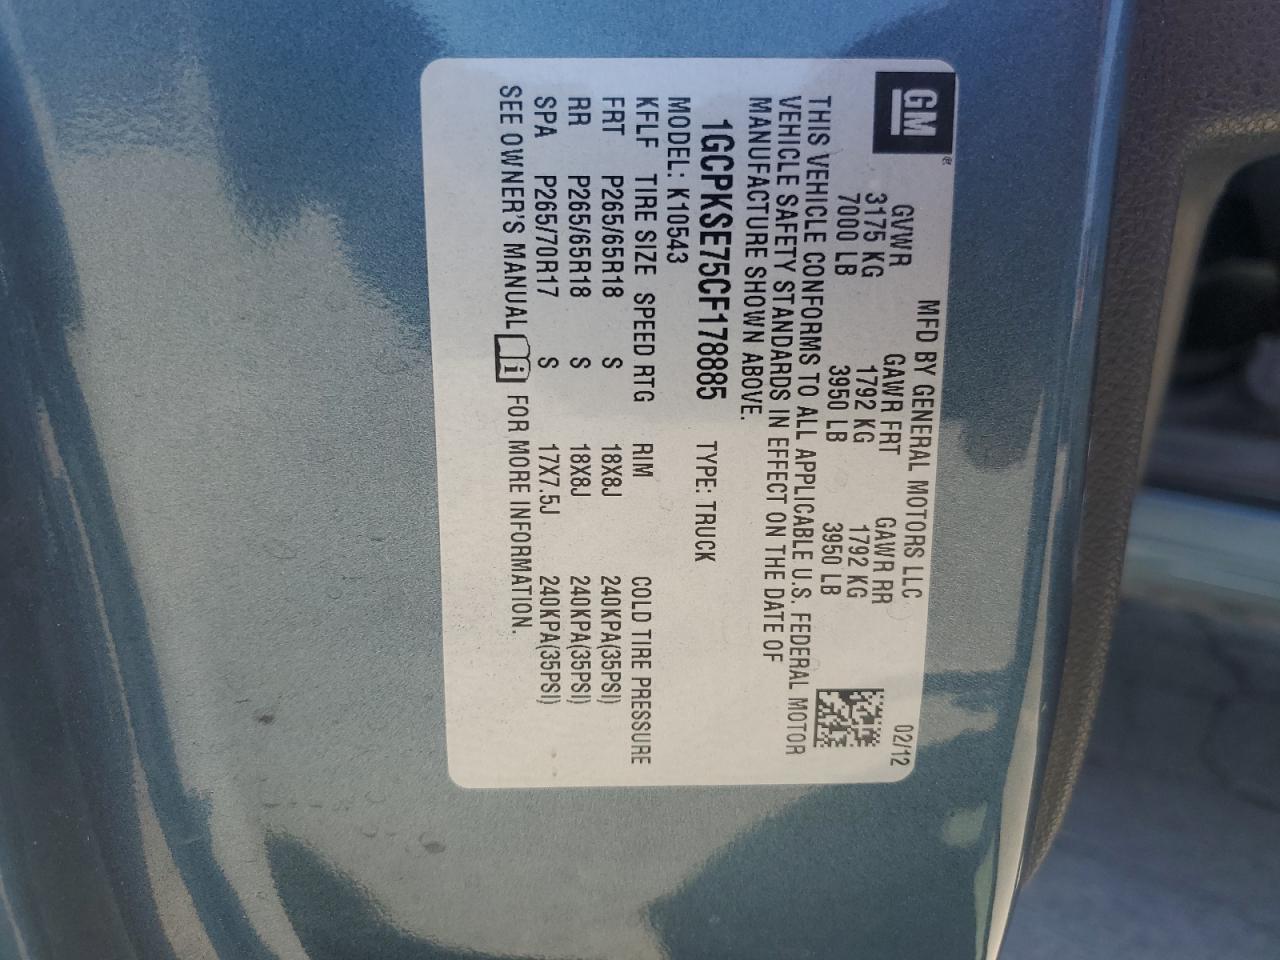 GM
MFD BY GENERAL MOTORS LLC 02/12
GVWR GAWR FRT GAWR RR
3175 KG 1792 KG 1792 KG
7000 LB 3950 LB 3950 LB
THIS VEHICLE CONFORMS TO ALL APPLICABLE U.S. FEDERAL MOTOR
VEHICLE SAFETY STANDARDS IN EFFECT ON THE DATE OF
MANUFACTURE SHOWN ABOVE.
1GCPKSE75CF178885 TYPE: TRUCK
MODEL: K10543
KFLF TIRE SIZE SPEED RTG RIM COLD TIRE PRESSURE
FRT P265/65R18 S 18X8J 240KPA(35PSI)
RR P265/65R18 S 18X8J 240KPA(35PSI)
SPA P265/70R17 S 17X7.5J 240KPA(35PSI)
SEE OWNER'S MANUAL FOR MORE INFORMATION.